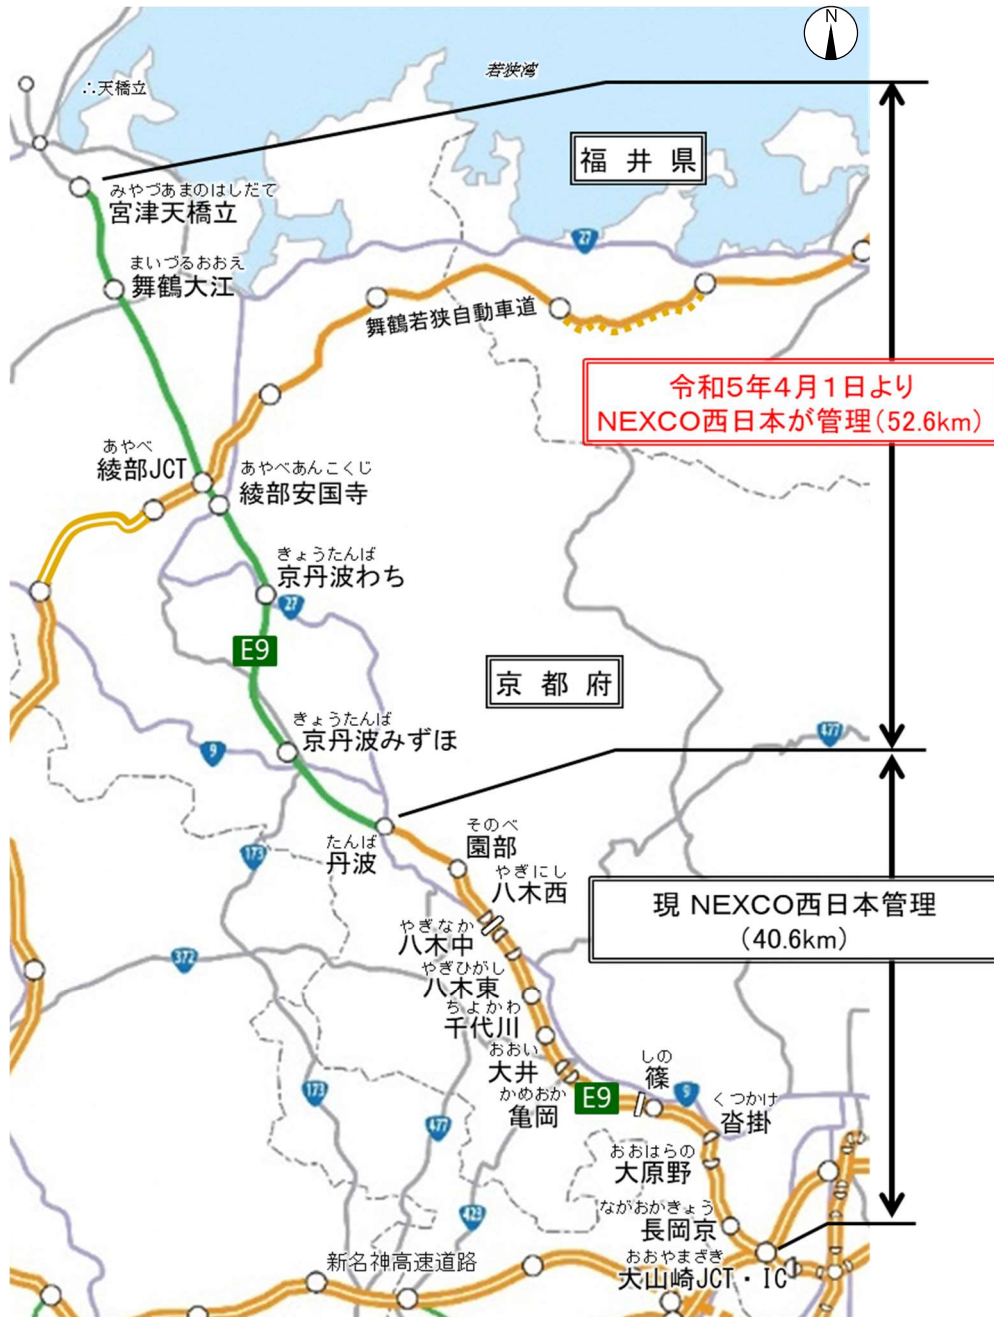 N
若狭湾
∴天橋立
福井県
みやづあまのはしだて
宮津天橋立
27
まいづるおおえ
舞鶴大江
舞鶴若狭自動車道
令和5年4月1日より
NEXCO西日本が管理(52.6km)
あやべ
綾部JCT
あやべあんこくじ
綾部安国寺
きょうたんば
京丹波わち
27
E9
京都府
きょうたんば
京丹波みずほ
9
477
そのべ
園部
たんば
丹波
173
やぎにし
八木西
現 NEXCO西日本管理
(40.6km)
やぎなか
八木中
372
やぎひがし
八木東
ちよかわ
千代川
おおい
大井
しの
篠
かめおか
亀岡
E9
9
くつかけ
沓掛
173
477
おおはらの
大原野
ながおかきょう
長岡京
423
おおやまざき
大山崎JCT・IC
新名神高速道路